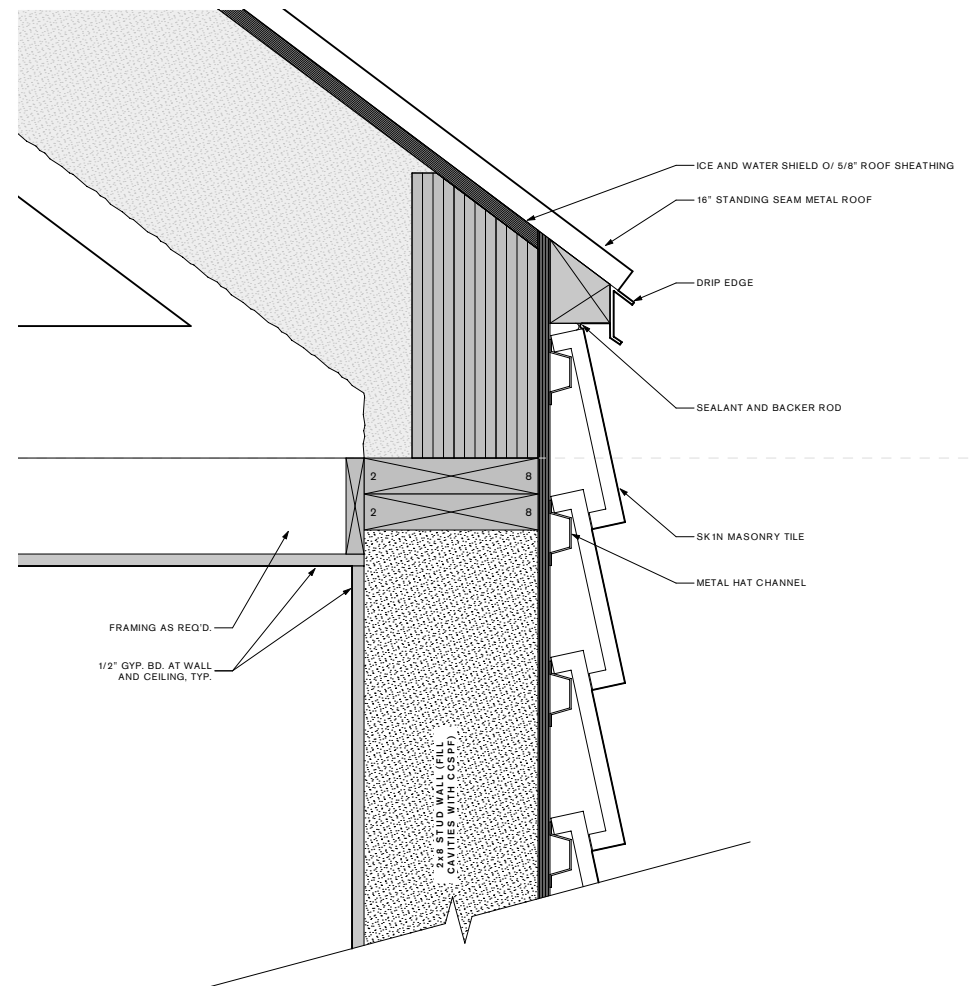 ICE AND WATER SHIELD O/ 5/8" ROOF SHEATHING
16" STANDING SEAM METAL ROOF
DRIP EDGE
SEALANT AND BACKER ROD
2 8
2 8
SK1N MASONRY TILE
METAL HAT CHANNEL
FRAMING AS REQ'D.
1/2" GYP. BD. AT WALL
AND CEILING, TYP.
2x8 STUD WALL (FILL
CAVITIES WITH CCSPF)